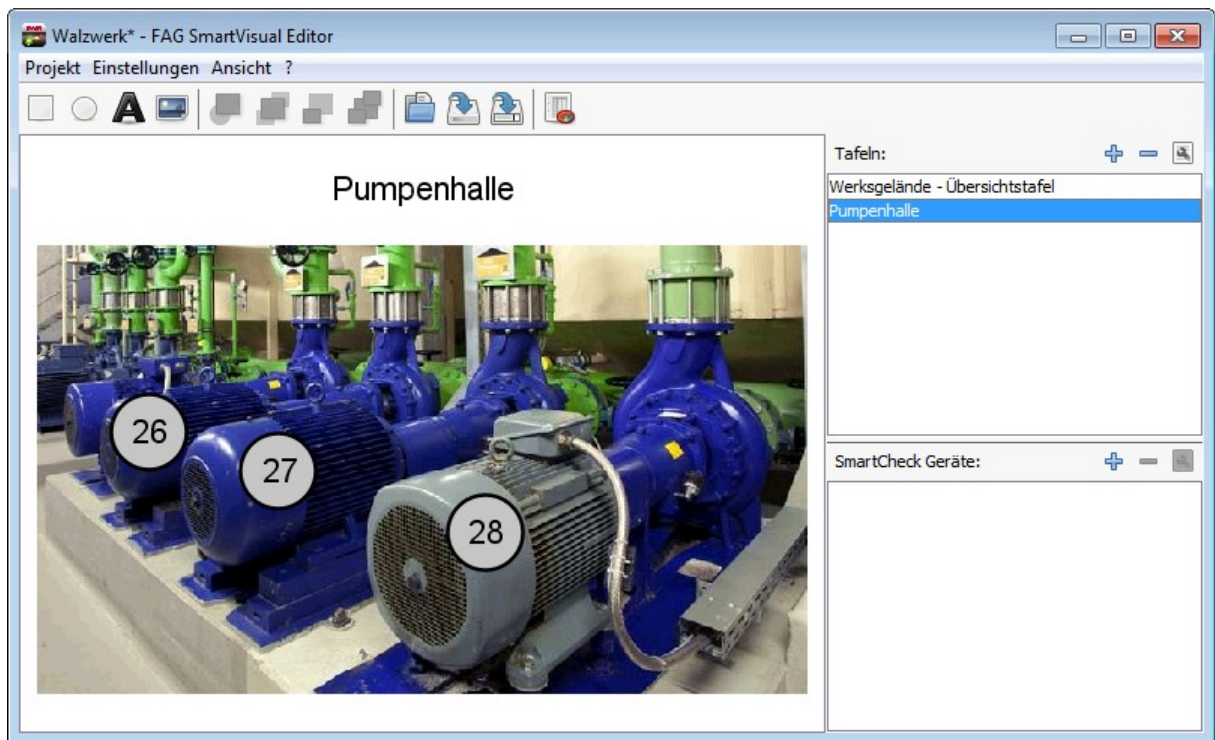 Walzwerk* - FAG SmartVisual Editor
Projekt Einstellungen Ansicht ?
A
Tafeln:
Werksgelände - Übersichtstafel
Pumpenhalle
SmartCheck Geräte:
Pumpenhalle
26
27
28